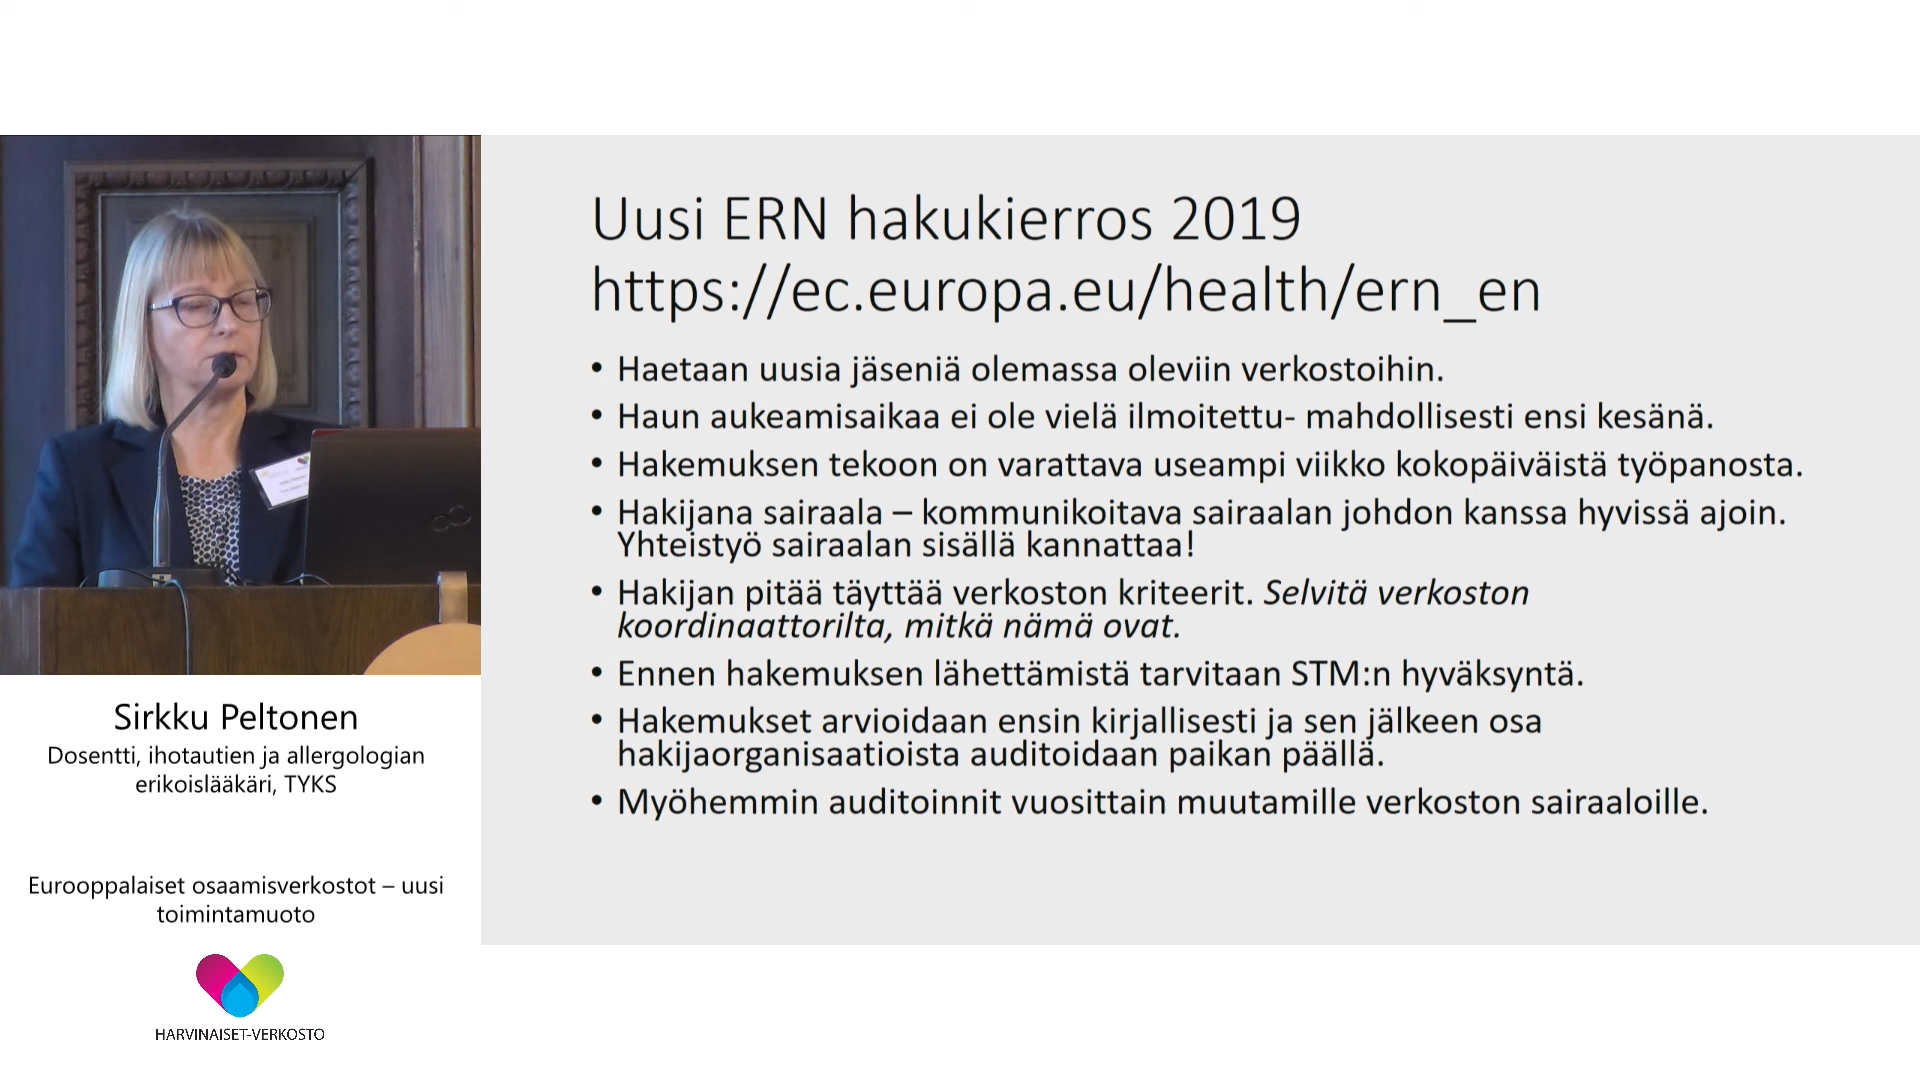 Uusi ERN hakukierros 2019
https://ec.europa.eu/health/ern_en
• Haetaan uusia jäseniä olemassa oleviin verkostoihin.
• Haun aukeamisaikaa ei ole vielä ilmoitettu- mahdollisesti ensi kesänä.
• Hakemuksen tekoon on varattava useampi viikko kokopäiväistä työpanosta.
• Hakijana sairaala – kommunikoitava sairaalan johdon kanssa hyvissä ajoin.
Yhteistyö sairaalan sisällä kannattaa!
• Hakijan pitää täyttää verkoston kriteerit. Selvitä verkoston
koordinaattorilta, mitkä nämä ovat.
• Ennen hakemuksen lähettämistä tarvitaan STM:n hyväksyntä.
• Hakemukset arvioidaan ensin kirjallisesti ja sen jälkeen osa
hakijaorganisaatioista auditoidaan paikan päällä.
• Myöhemmin auditoinnit vuosittain muutamille verkoston sairaaloille.
Sirkku Peltonen
Dosentti, ihotautien ja allergologian
erikoislääkäri, TYKS
Eurooppalaiset osaamisverkostot – uusi
toimintamuoto
HARVINAISET-VERKOSTO